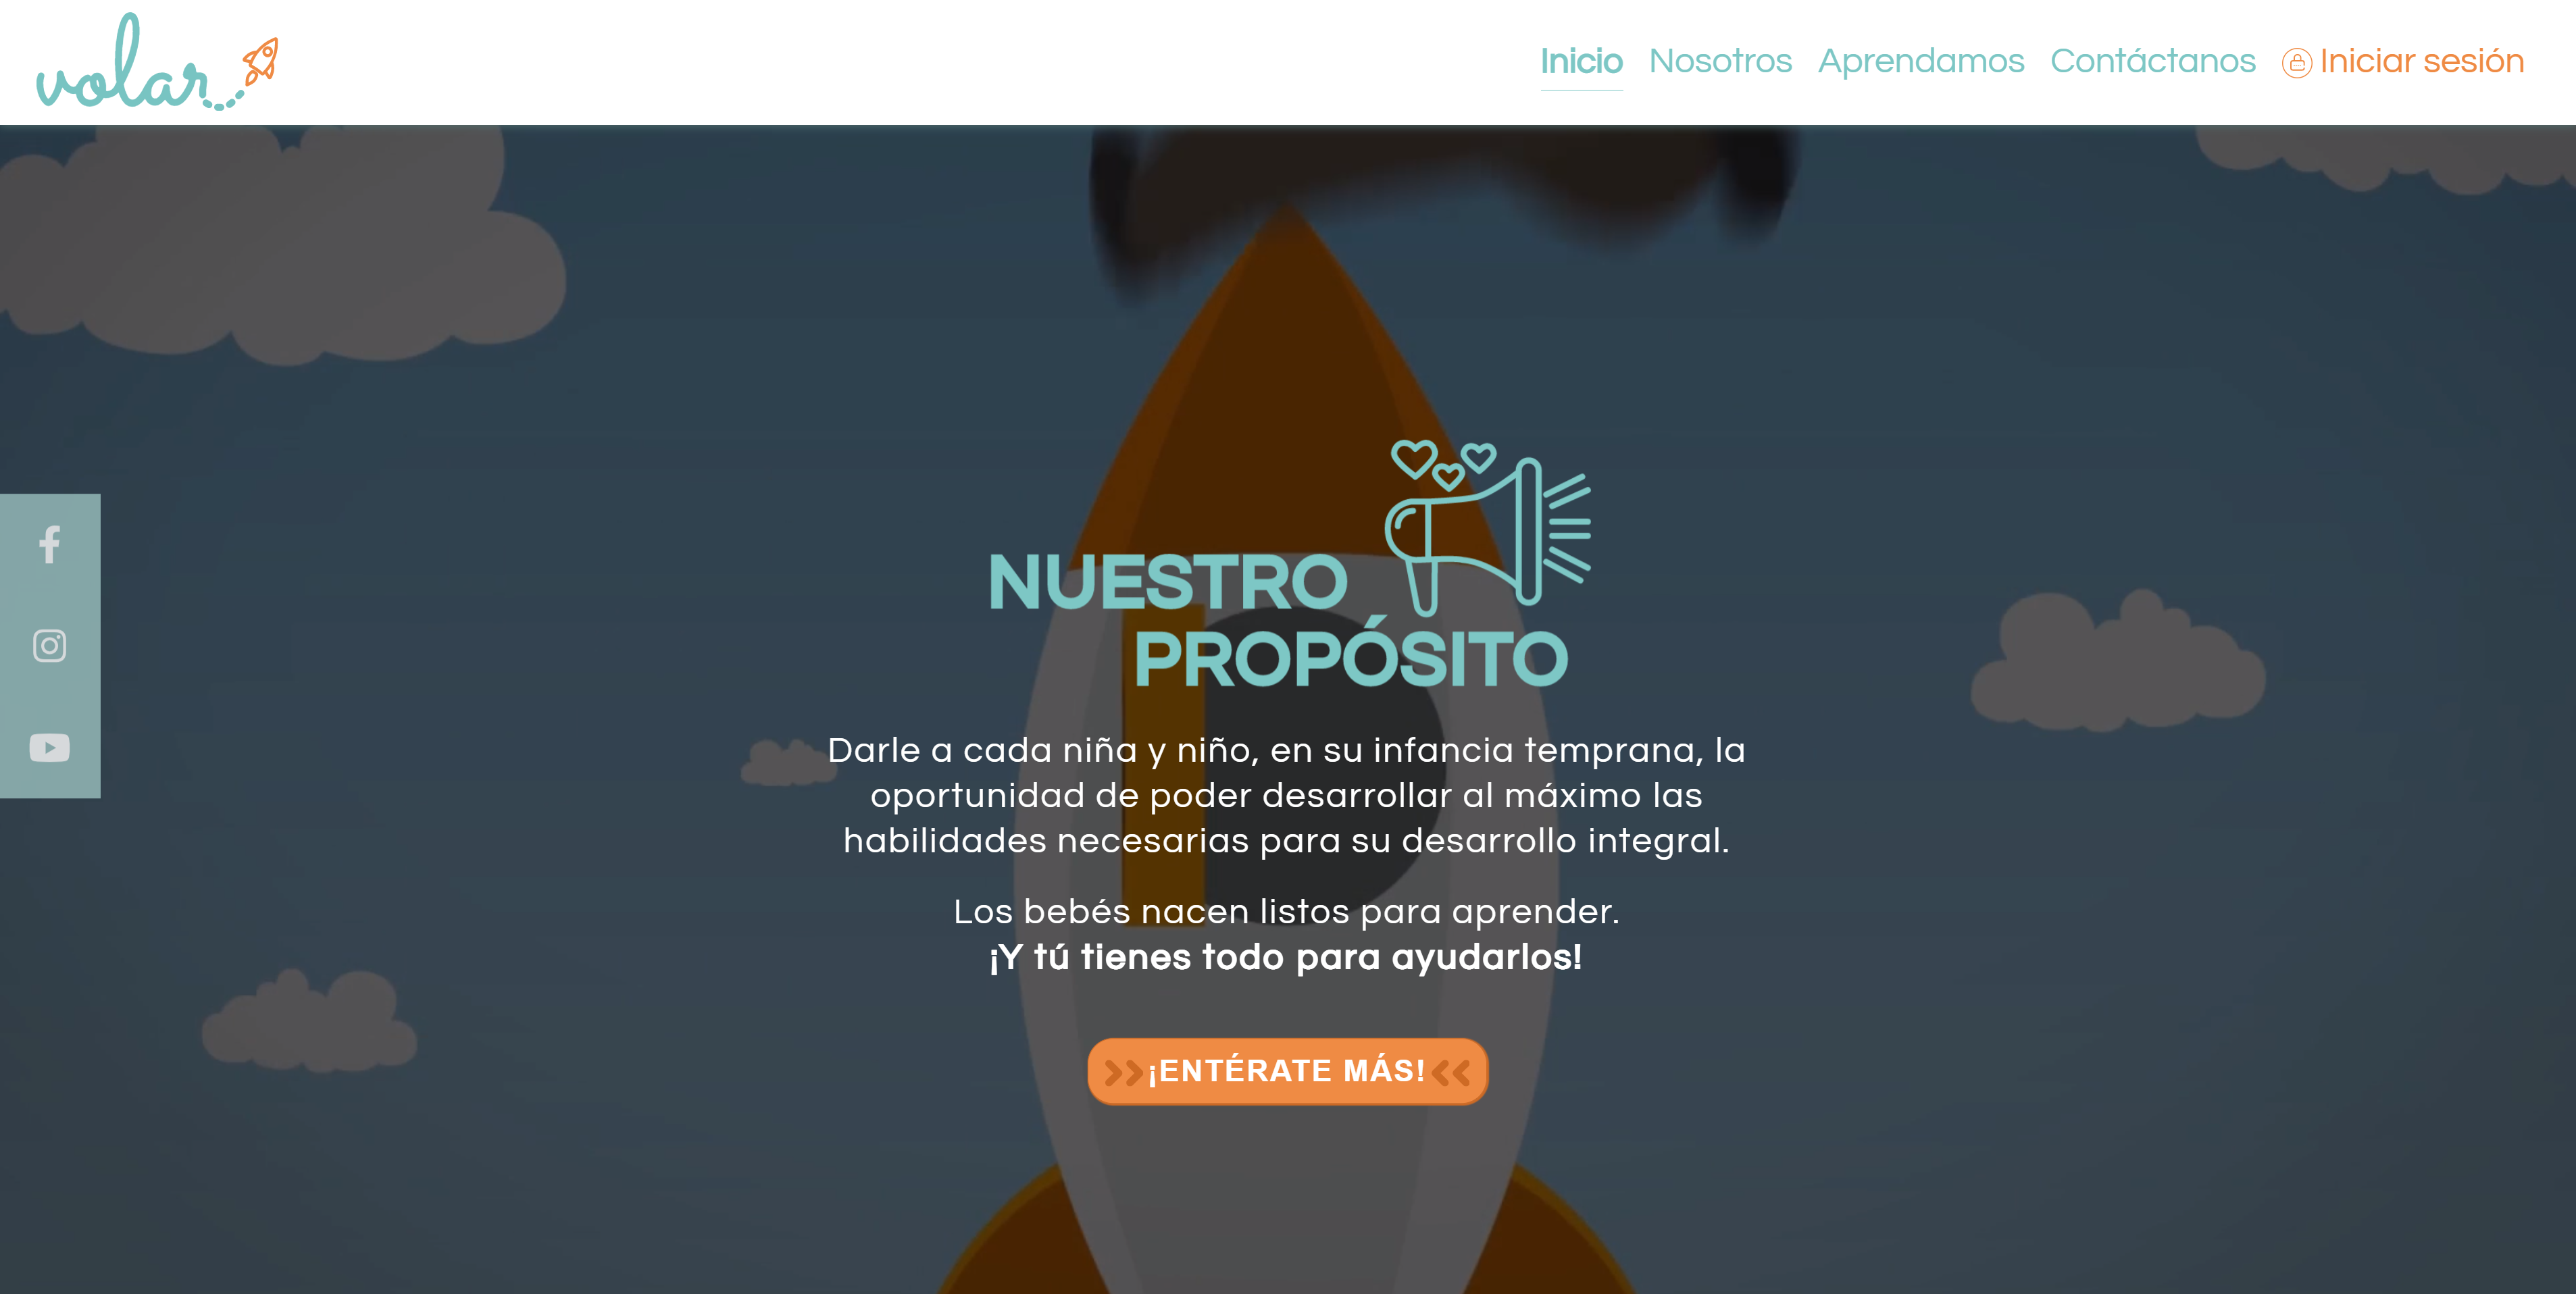 volar
Inicio Nosotros Aprendamos Contáctanos Iniciar sesión
NUESTRO
PROPÓSITO
Darle a cada niña y niño, en su infancia temprana, la
oportunidad de poder desarrollar al máximo las
habilidades necesarias para su desarrollo integral.
Los bebés nacen listos para aprender.
¡Y tú tienes todo para ayudarlos!
¡ENTÉRATE MÁS!